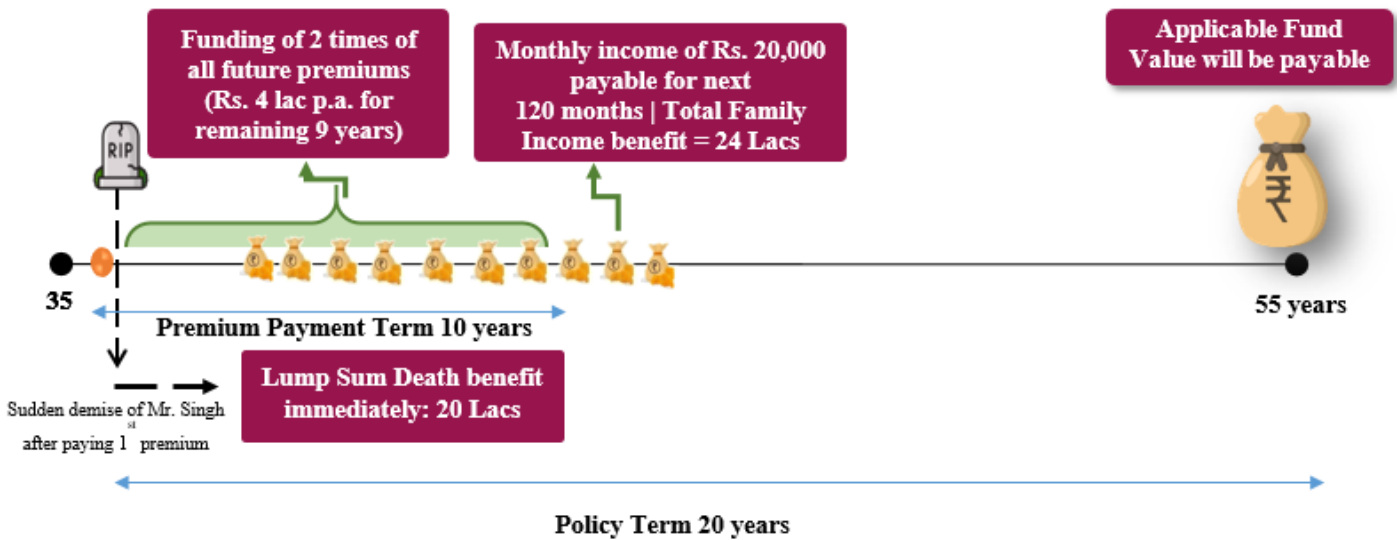 Funding of 2 times of
all future premiums
(Rs. 4 lac p.a. for
remaining 9 years)
Monthly income of Rs. 20,000
payable for next
120 months | Total Family
Income benefit = 24 Lacs
Applicable Fund
Value will be payable
RIP
₹
35
55 years
Premium Payment Term 10 years
Lump Sum Death benefit
immediately: 20 Lacs
Sudden demise of Mr. Singh
after paying 1st premium
Policy Term 20 years